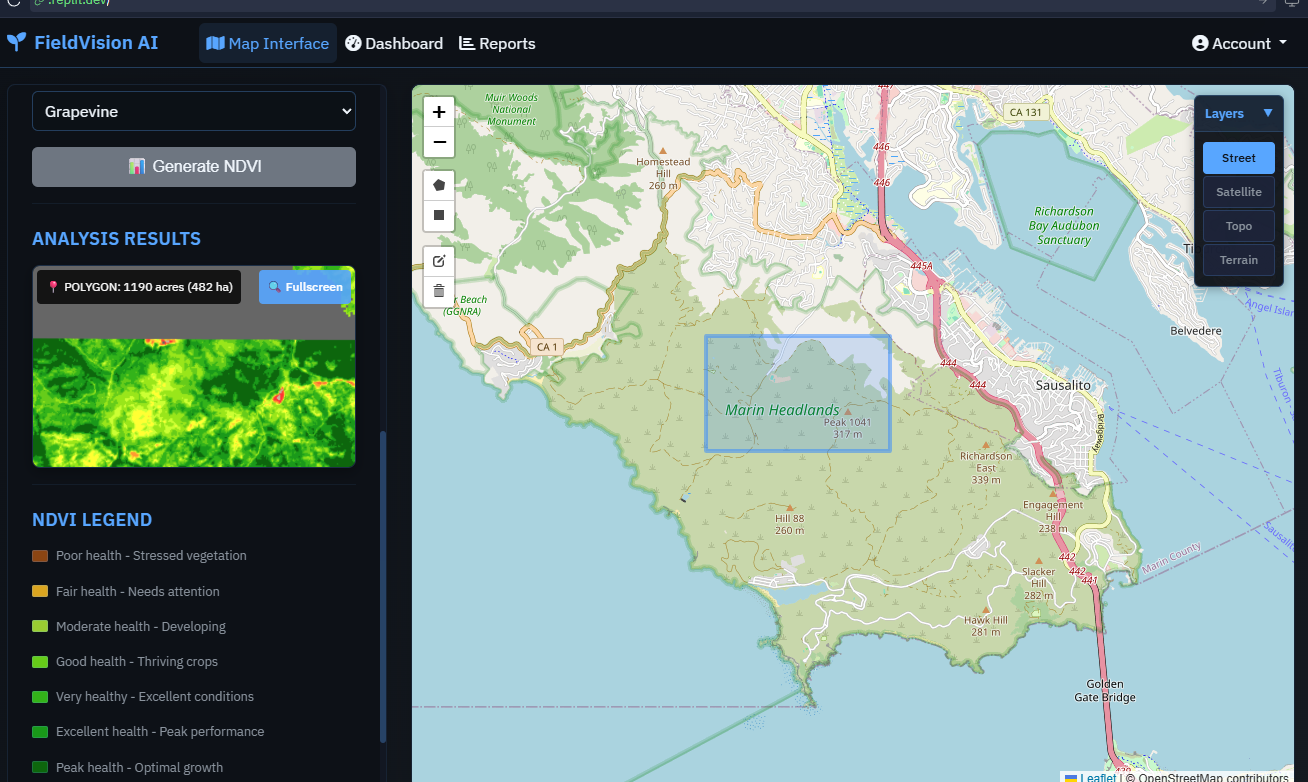 .replit.dev/
FieldVision AI
Map Interface
Dashboard
Reports
Account
Grapevine
Generate NDVI
ANALYSIS RESULTS
POLYGON: 1190 acres (482 ha)
Fullscreen
NDVI LEGEND
Poor health - Stressed vegetation
Fair health - Needs attention
Moderate health - Developing
Good health - Thriving crops
Very healthy - Excellent conditions
Excellent health - Peak performance
Peak health - Optimal growth
+
−
Muir Woods
National
Monument
Homestead
Hill
260 m
447
446
446
CA 131
Richardson
Bay Audubon
Sanctuary
445A
Beach
(GGNRA)
CA 1
Belvedere
Angel
Tiburon
444
444
Sausalito
Bridgeway
Marin Headlands
Peak 1041
317 m
Richardson
East
339 m
Engagement
Hill
238 m
Hill 88
260 m
442
442
441
Slacker
Hill
282 m
Marin County
Hawk Hill
281 m
Golden
Gate Bridge
439
Layers
▼
Street
Satellite
Topo
Terrain
Leaflet | © OpenStreetMap contributors